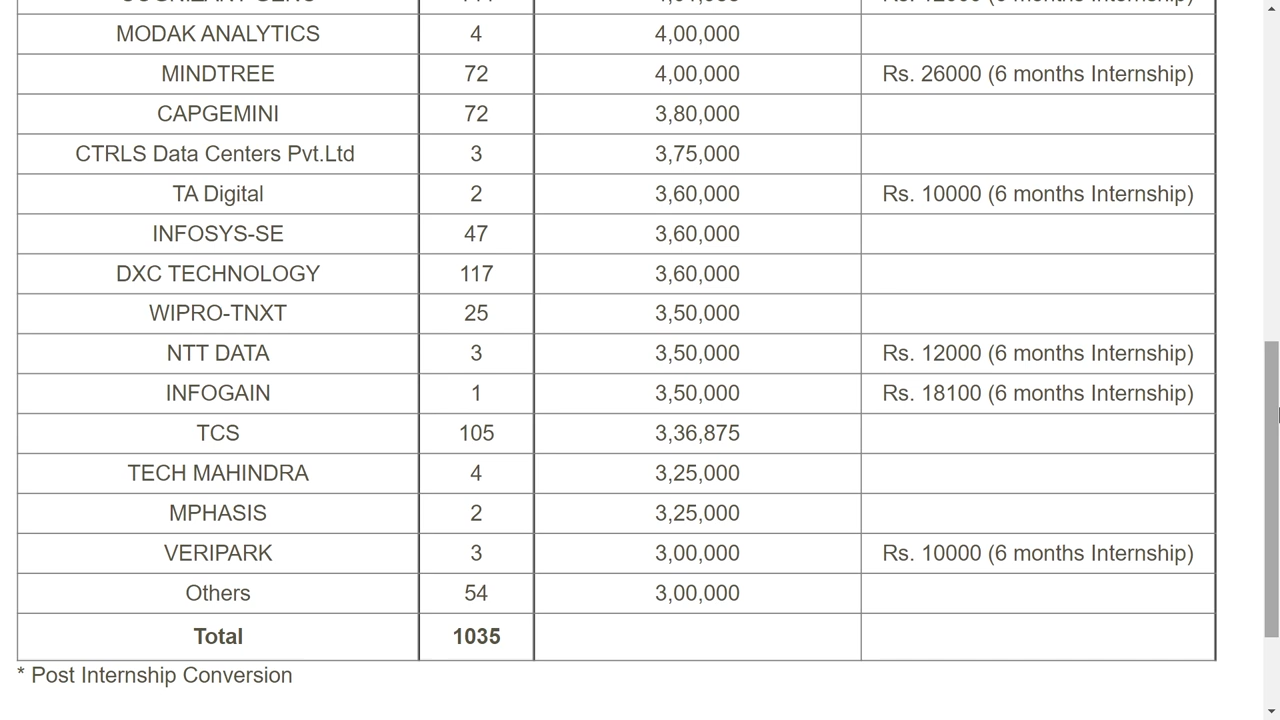 MODAK ANALYTICS 4 4,00,000
MINDTREE 72 4,00,000 Rs. 26000 (6 months Internship)
CAPGEMINI 72 3,80,000
CTRLS Data Centers Pvt.Ltd 3 3,75,000
TA Digital 2 3,60,000 Rs. 10000 (6 months Internship)
INFOSYS-SE 47 3,60,000
DXC TECHNOLOGY 117 3,60,000
WIPRO-TNXT 25 3,50,000
NTT DATA 3 3,50,000 Rs. 12000 (6 months Internship)
INFOGAIN 1 3,50,000 Rs. 18100 (6 months Internship)
TCS 105 3,36,875
TECH MAHINDRA 4 3,25,000
MPHASIS 2 3,25,000
VERIPARK 3 3,00,000 Rs. 10000 (6 months Internship)
Others 54 3,00,000
Total 1035
* Post Internship Conversion